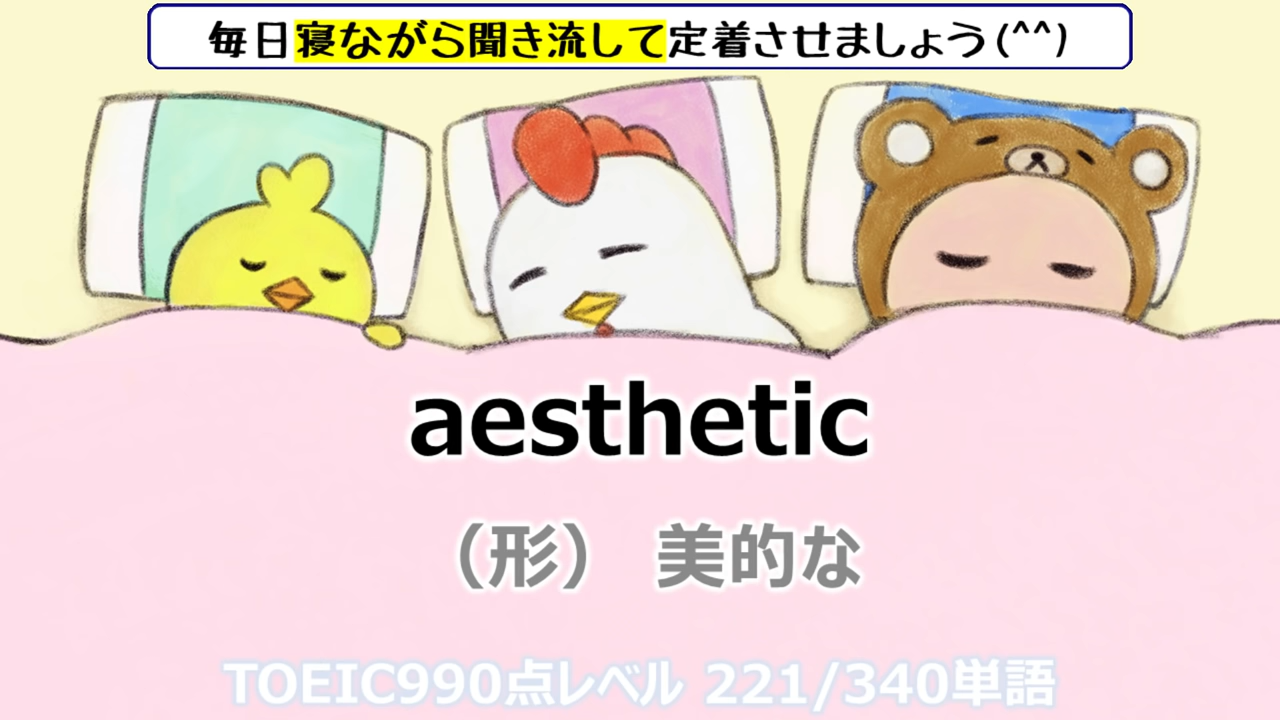 毎日寝ながら聞き流して定着させましょう(^^)
aesthetic
（形） 美的な
TOEIC990点レベル 221/340単語